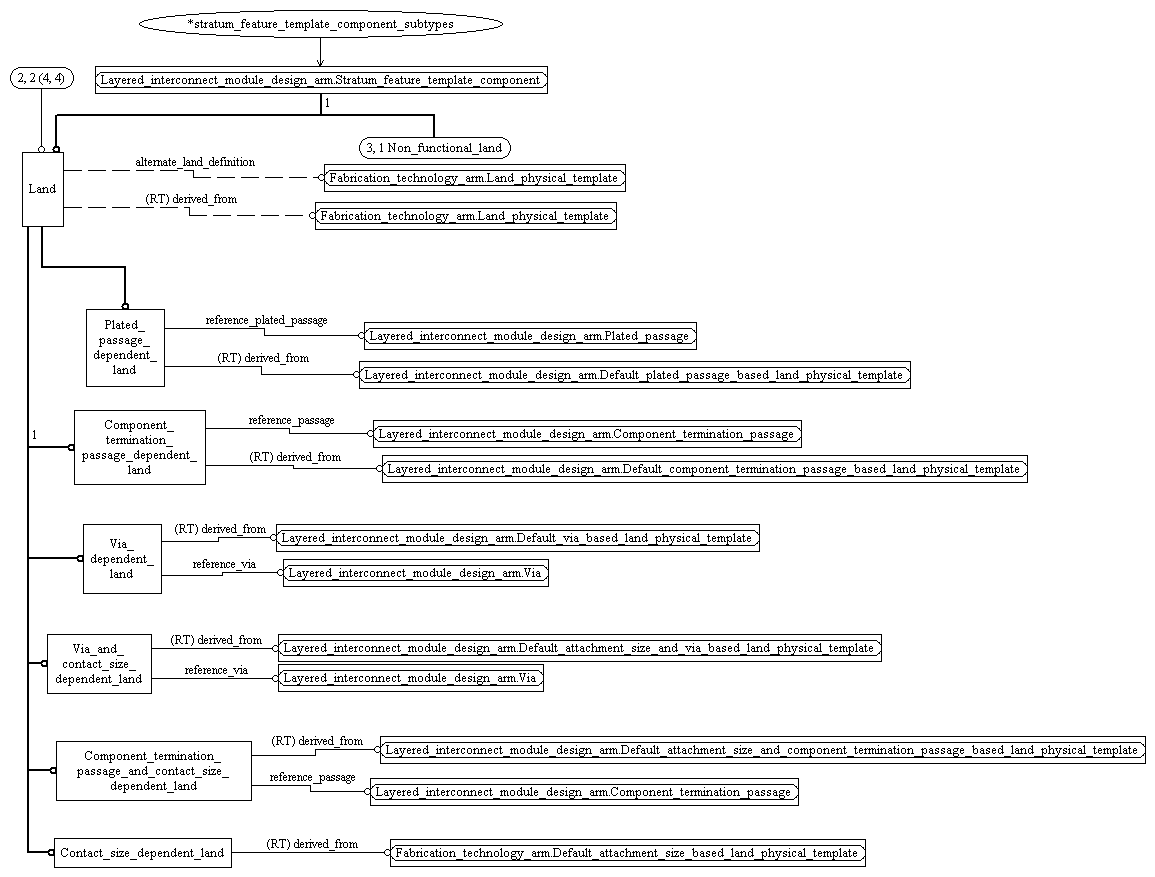 *stratum_feature_template_component_subtypes
2, 2 (4, 4)
Layered_interconnect_module_design_arm.Stratum_feature_template_component
1
3, 1 Non_functional_land
Land
alternate_land_definition
Fabrication_technology_arm.Land_physical_template
(RT) derived_from
Fabrication_technology_arm.Land_physical_template
Plated_
passage_
dependent_
land
reference_plated_passage
Layered_interconnect_module_design_arm.Plated_passage
(RT) derived_from
Layered_interconnect_module_design_arm.Default_plated_passage_based_land_physical_template
1
Component_
termination_
passage_dependent_
land
reference_passage
Layered_interconnect_module_design_arm.Component_termination_passage
(RT) derived_from
Layered_interconnect_module_design_arm.Default_component_termination_passage_based_land_physical_template
Via_
dependent_
land
(RT) derived_from
Layered_interconnect_module_design_arm.Default_via_based_land_physical_template
reference_via
Layered_interconnect_module_design_arm.Via
Via_and_
contact_size_
dependent_land
(RT) derived_from
Layered_interconnect_module_design_arm.Default_attachment_size_and_via_based_land_physical_template
reference_via
Layered_interconnect_module_design_arm.Via
Component_termination_
passage_and_contact_size_
dependent_land
(RT) derived_from
Layered_interconnect_module_design_arm.Default_attachment_size_and_component_termination_passage_based_land_physical_template
reference_passage
Layered_interconnect_module_design_arm.Component_termination_passage
Contact_size_dependent_land
(RT) derived_from
Fabrication_technology_arm.Default_attachment_size_based_land_physical_template